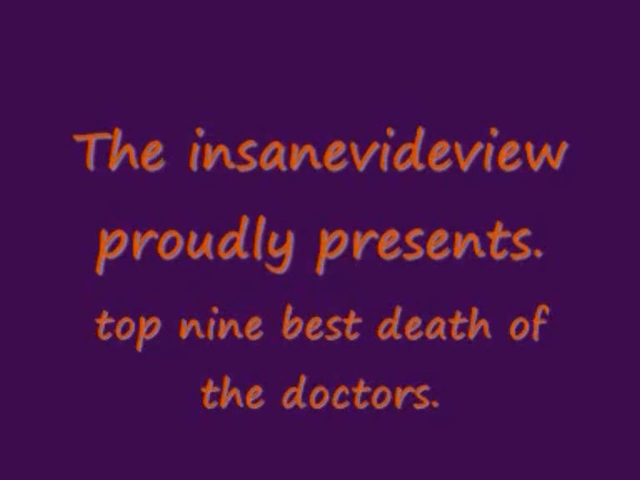 The insanevideview
proudly presents.
top nine best death of
the doctors.